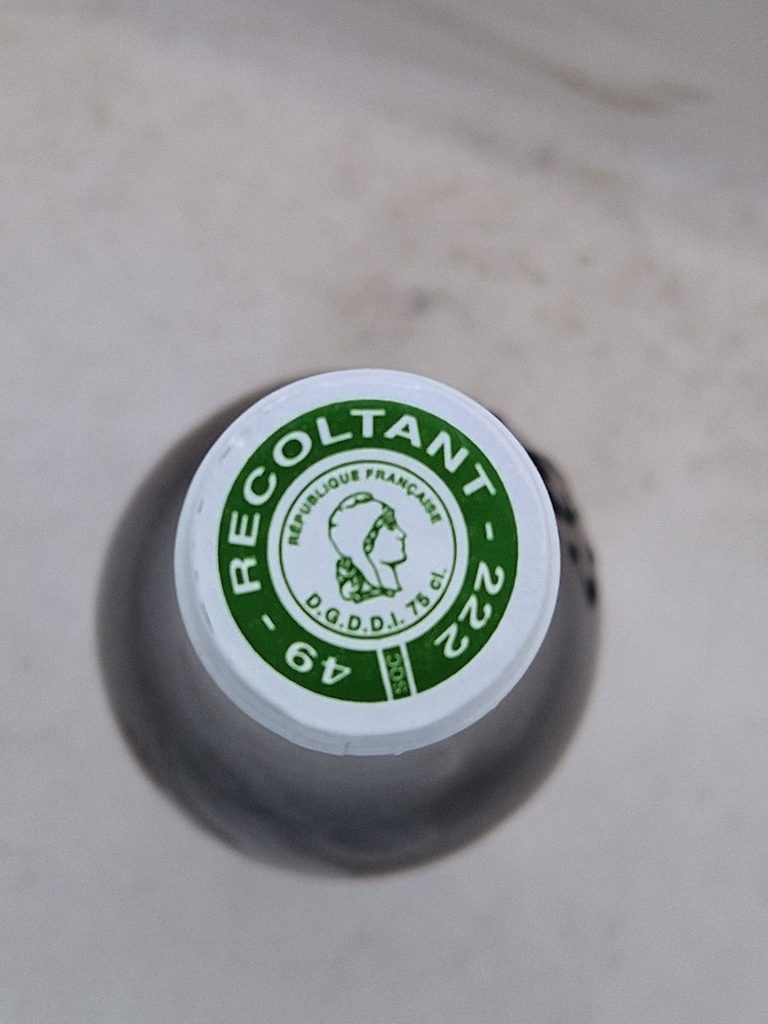 49 - RECOLTANT - 222
RÉPUBLIQUE FRANÇAISE
D.G.D.D.I. 75 cl.